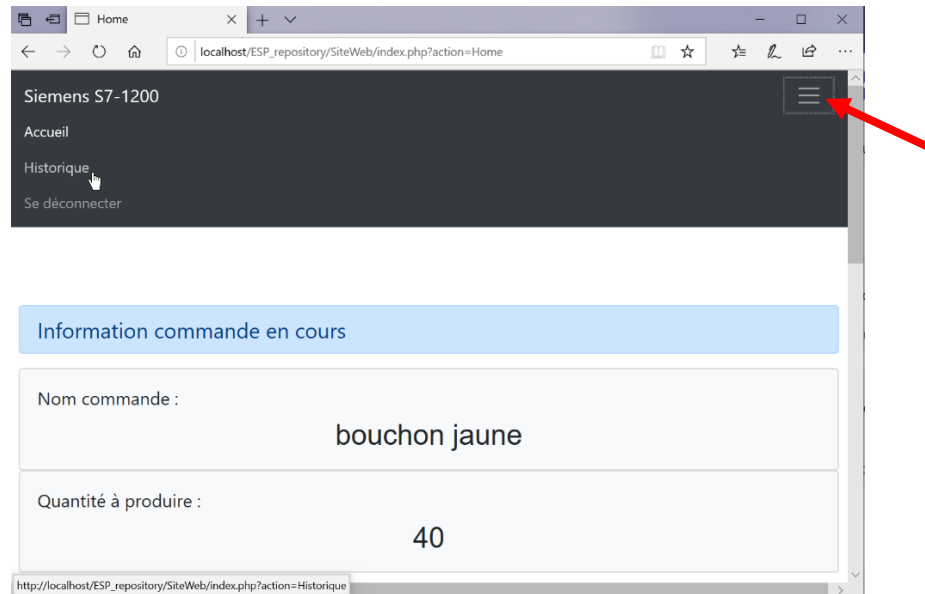 Home
localhost/ESP_repository/SiteWeb/index.php?action=Home
Siemens S7-1200
Accueil
Historique
Se déconnecter
Information commande en cours
Nom commande :
bouchon jaune
Quantité à produire :
40
http://localhost/ESP_repository/SiteWeb/index.php?action=Historique